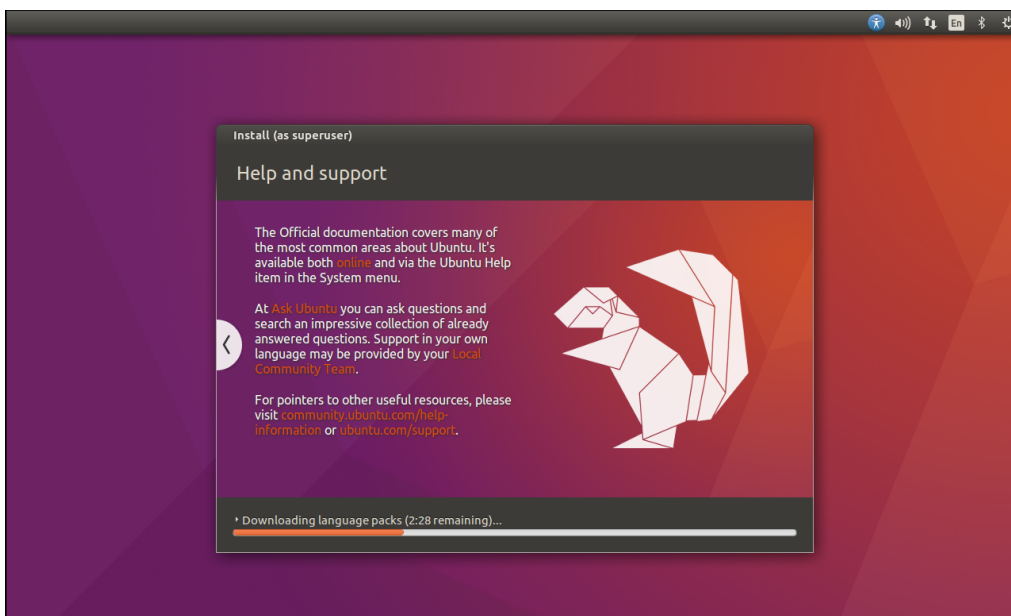 En
Install (as superuser)
Help and support
The Official documentation covers many of
the most common areas about Ubuntu. It's
available both online and via the Ubuntu Help
item in the System menu.
At Ask Ubuntu you can ask questions and
search an impressive collection of already
answered questions. Support in your own
language may be provided by your Local
Community Team.
For pointers to other useful resources, please
visit community.ubuntu.com/help-
information or ubuntu.com/support.
Downloading language packs (2:28 remaining)...